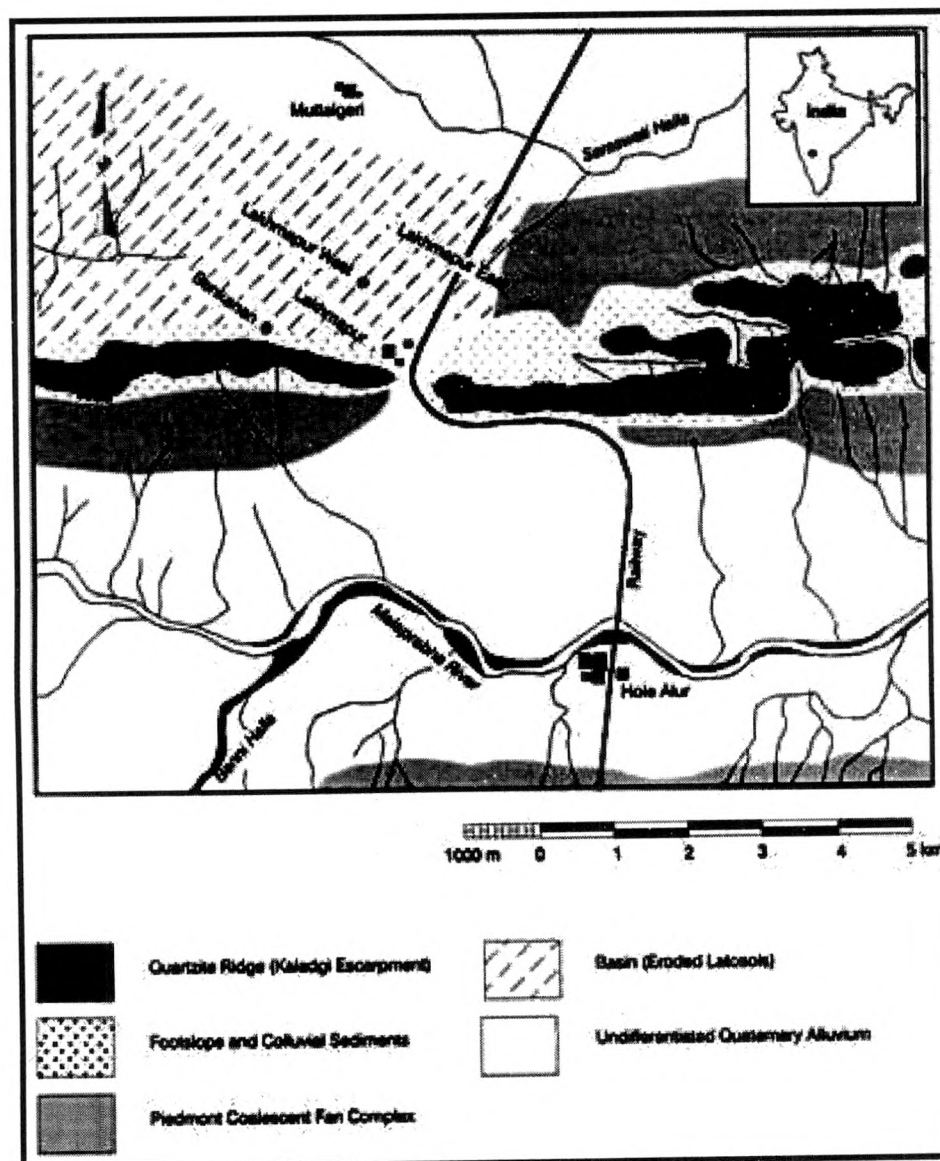 Muttalgeri
Saraswati Nalla
India
N
Lakhmapur West
Lakhmapur East
Lakhmapur
Benkaneri
Railway
Malaprabha River
Hole Alur
Benni Nalla
1000 m 0 1 2 3 4 5 km
Quartzite Ridge (Kaladgi Escarpment)
Basin (Eroded Latosols)
Footslope and Colluvial Sediments
Undifferentiated Quaternary Alluvium
Piedmont Coalescent Fan Complex